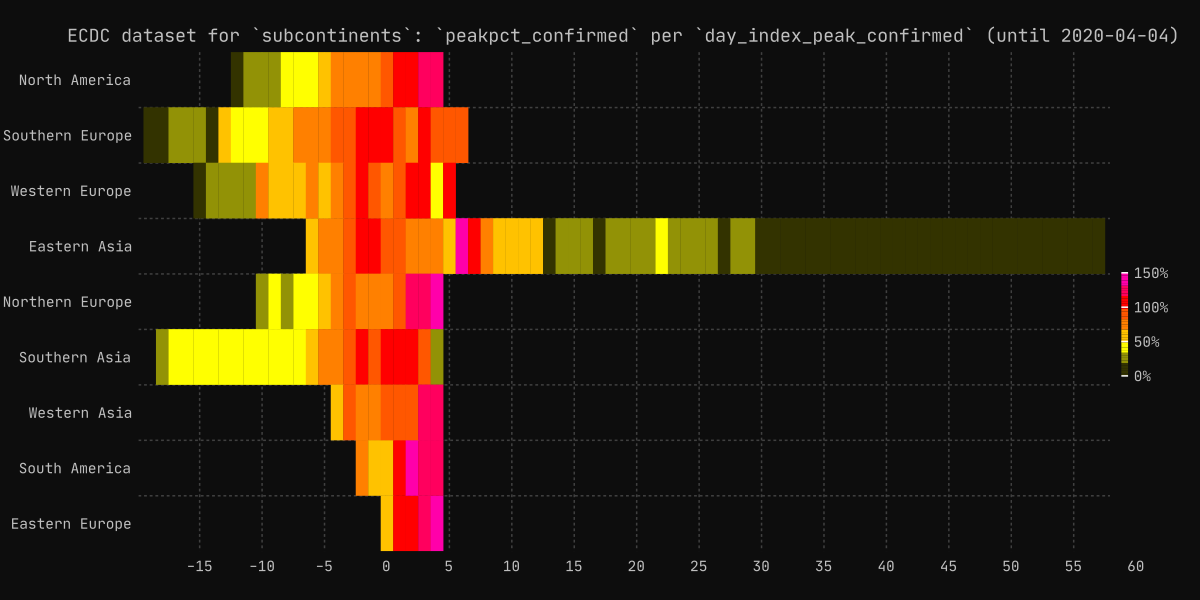 ECDC dataset for `subcontinents`: `peakpct_confirmed` per `day_index_peak_confirmed` (until 2020-04-04)
North America
Southern Europe
Western Europe
Eastern Asia
Northern Europe
Southern Asia
Western Asia
South America
Eastern Europe
150%
100%
50%
0%
-15 -10 -5 0 5 10 15 20 25 30 35 40 45 50 55 60